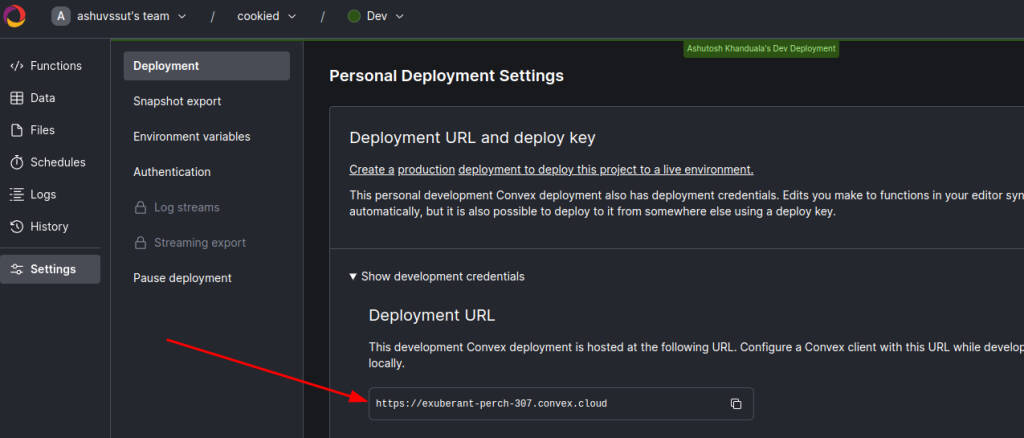 A ashuvssut's team / cookied / Dev
Ashutosh Khanduala's Dev Deployment
Functions
Data
Files
Schedules
Logs
History
Settings
Deployment
Snapshot export
Environment variables
Authentication
Log streams
Streaming export
Pause deployment
Personal Deployment Settings
Deployment URL and deploy key
Create a production deployment to deploy this project to a live environment.
This personal development Convex deployment also has deployment credentials. Edits you make to functions in your editor syn
automatically, but it is also possible to deploy to it from somewhere else using a deploy key.
Show development credentials
Deployment URL
This development Convex deployment is hosted at the following URL. Configure a Convex client with this URL while develop
locally.
https://exuberant-perch-307.convex.cloud